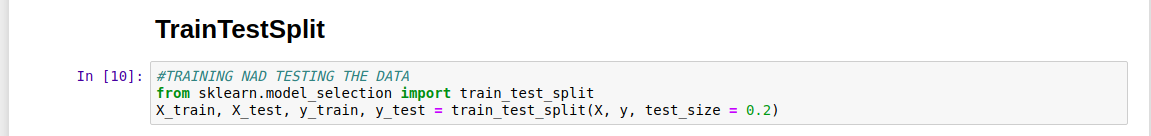 TrainTestSplit
In [10]: #TRAINING NAD TESTING THE DATA
from sklearn.model_selection import train_test_split
X_train, X_test, y_train, y_test = train_test_split(X, y, test_size = 0.2)